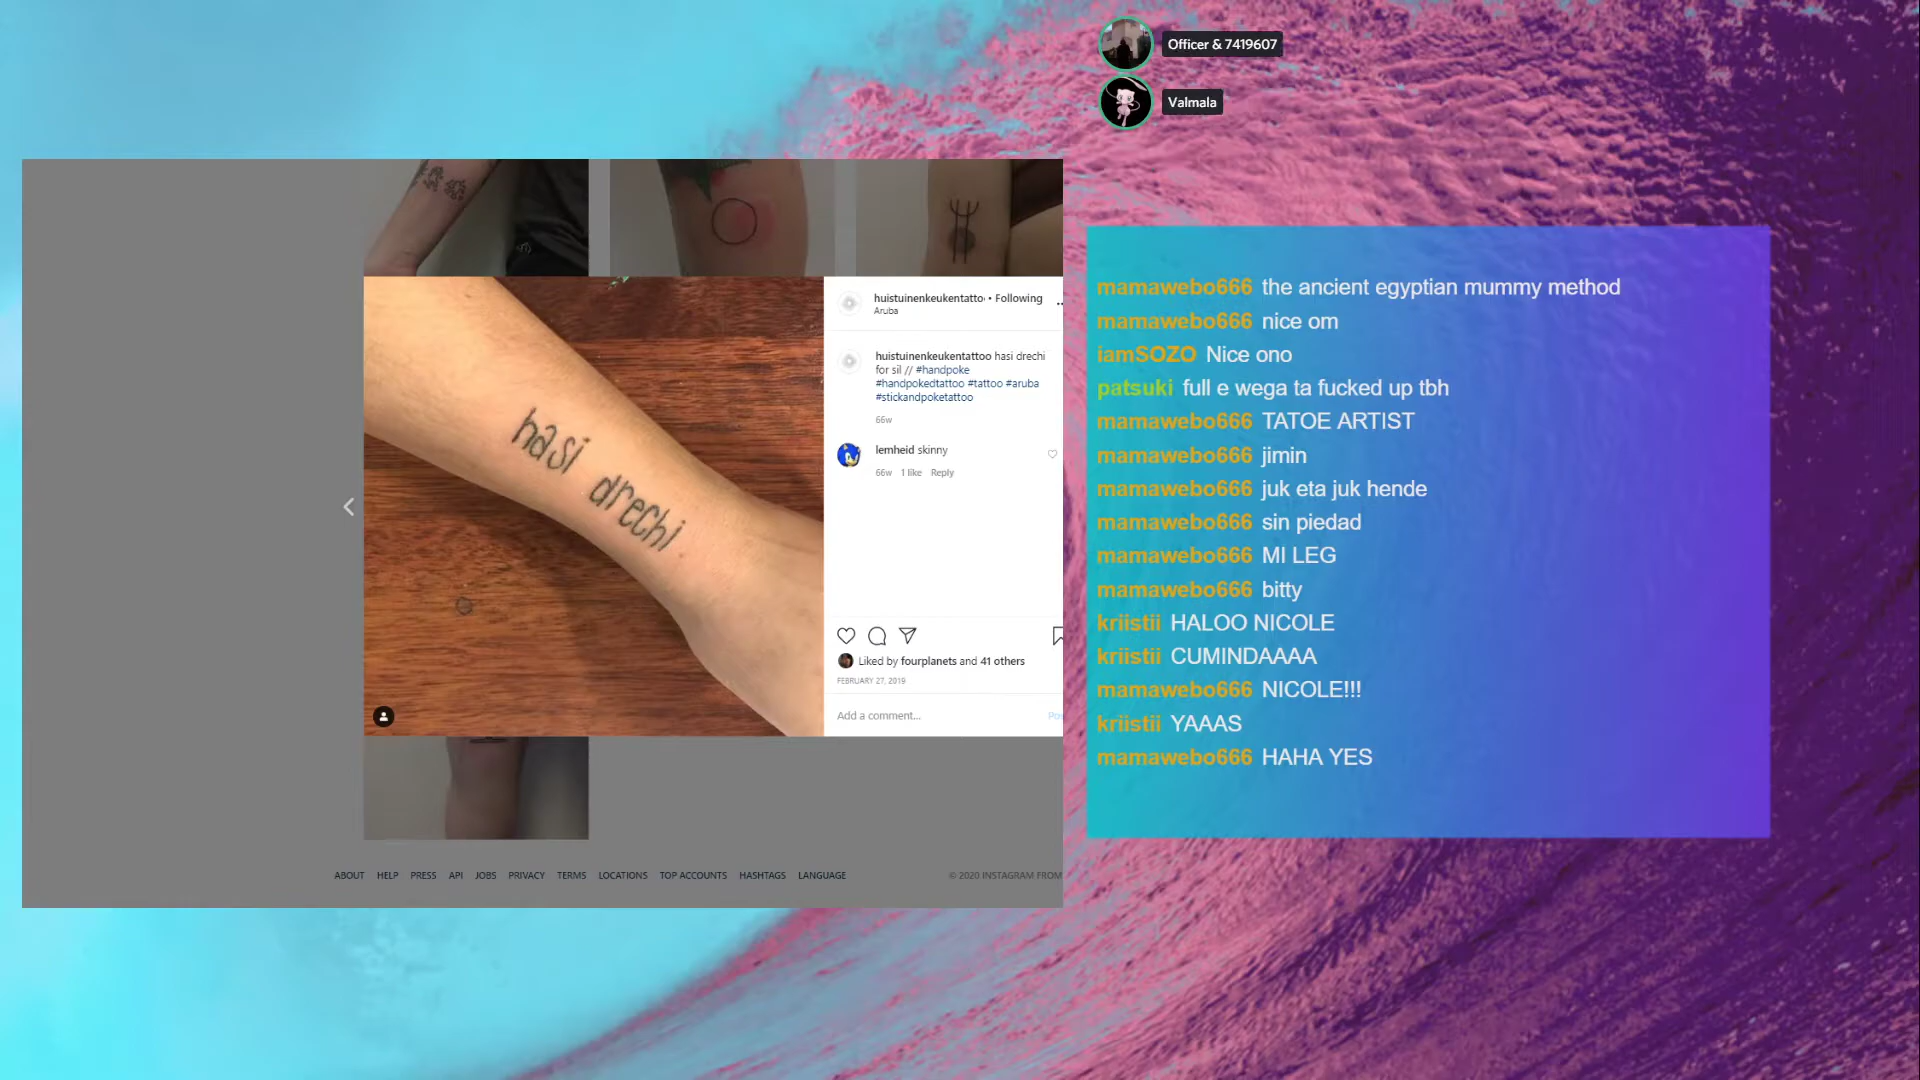 Officer & 7419607
Valmala
huistuinenkeukentatto • Following
Aruba
huistuinenkeukentattoo hasi drechi
for sil // #handpoke
#handpokedtattoo #tattoo #aruba
#stickandpoketattoo
66w
lemheid skinny
66w 1 like Reply
hasi drechi
Liked by fourplanets and 41 others
FEBRUARY 27, 2019
Add a comment...
ABOUT HELP PRESS API JOBS PRIVACY TERMS LOCATIONS TOP ACCOUNTS HASHTAGS LANGUAGE
© 2020 INSTAGRAM FROM
mamawebo666 the ancient egyptian mummy method
mamawebo666 nice om
iamSOZO Nice ono
patsuki full e wega ta fucked up tbh
mamawebo666 TATOE ARTIST
mamawebo666 jimin
mamawebo666 juk eta juk hende
mamawebo666 sin piedad
mamawebo666 MI LEG
mamawebo666 bitty
kriistii HALOO NICOLE
kriistii CUMINDAAAA
mamawebo666 NICOLE!!!
kriistii YAAAS
mamawebo666 HAHA YES